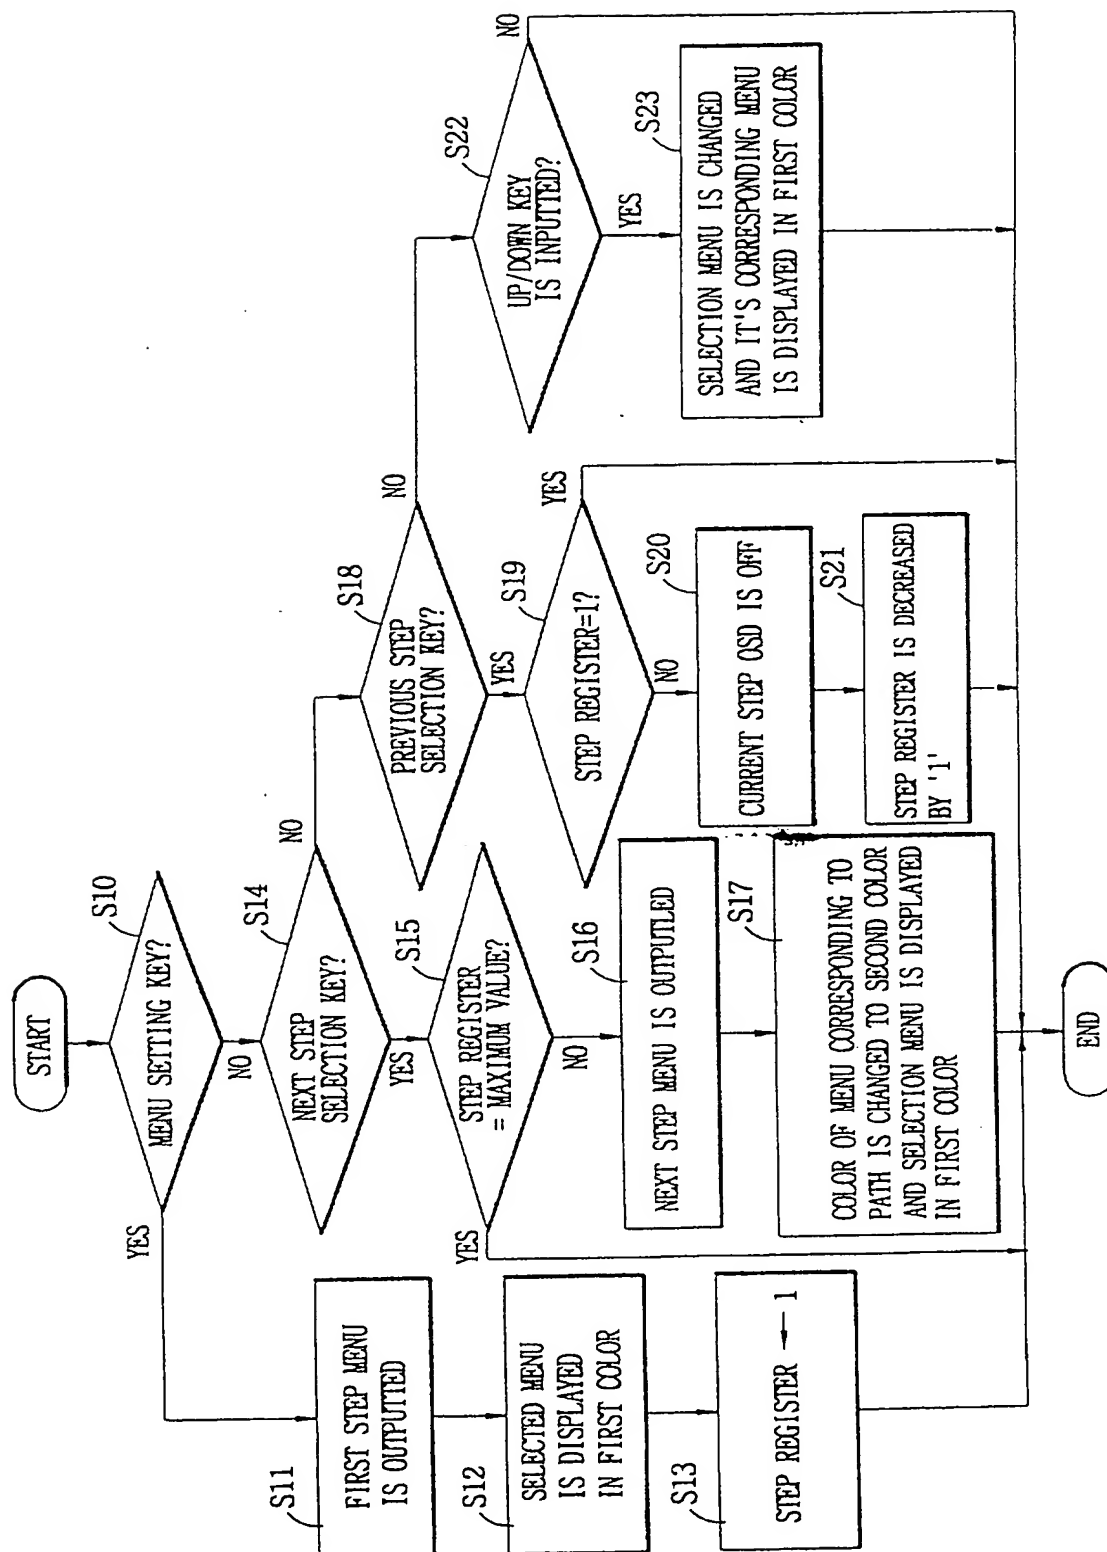 START
S10
MENU SETTING KEY?
YES
NO
S11
FIRST STEP MENU
IS OUTPUTTED
S12
SELECTED MENU
IS DISPLAYED
IN FIRST COLOR
S13
STEP REGISTER ← 1
S14
NEXT STEP
SELECTION KEY?
NO
YES
S15
STEP REGISTER
= MAXIMUM VALUE?
YES
NO
S16
NEXT STEP MENU IS OUTPUTLED
S17
COLOR OF MENU CORRESPONDING TO
PATH IS CHANGED TO SECOND COLOR
AND SELECTION MENU IS DISPLAYED
IN FIRST COLOR
S18
PREVIOUS STEP
SELECTION KEY?
NO
YES
S19
STEP REGISTER=1?
YES
NO
S20
CURRENT STEP OSD IS OFF
S21
STEP REGISTER IS DECREASED
BY '1'
S22
UP/DOWN KEY
IS INPUTTED?
NO
YES
S23
SELECTION MENU IS CHANGED
AND IT'S CORRESPONDING MENU
IS DISPLAYED IN FIRST COLOR
END